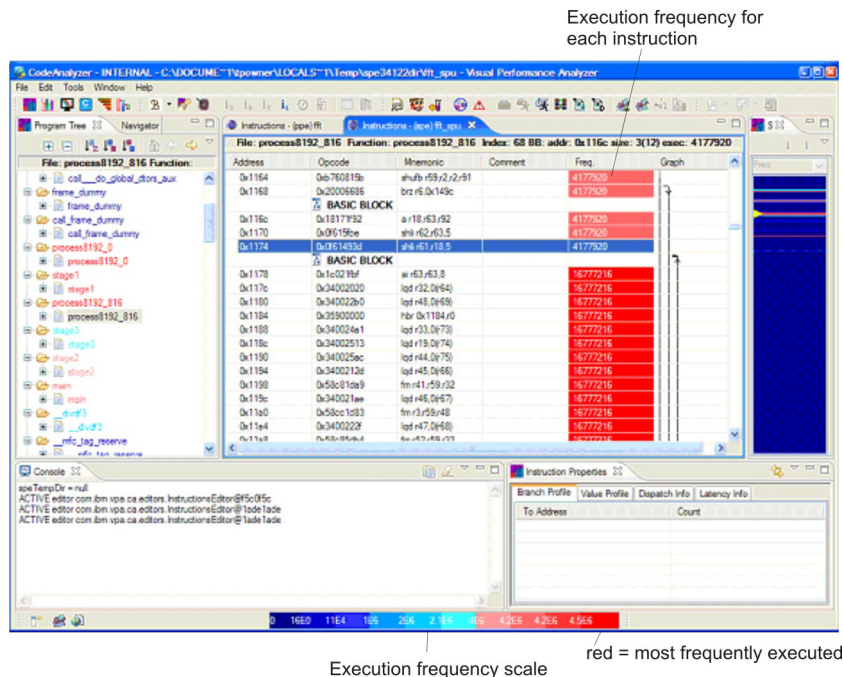 Execution frequency for
each instruction
CodeAnalyzer - INTERNAL - C:\DOCUME~1\tpowner\LOCALS~1\Temp\spe34122dir\fft_spu - Visual Performance Analyzer
File Edit Tools Window Help
Program Tree Navigator
File: process8192_816 Function:
call___do_global_dtors_aux
frame_dummy
frame_dummy
call_frame_dummy
call_frame_dummy
process8192_0
process8192_0
stage1
stage1
process8192_816
process8192_816
stage3
stage3
stage2
stage2
main
main
__divdf3
__divdf3
__mfc_tag_reserve
__mfc_tag_reserve
Instructions - (ppe) fft Instructions - (spe) fft_spu
File: process8192_816 Function: process8192_816 Index: 68 BB: addr: 0x116c size: 3(12) exec: 4177920
Address Opcode Mnemonic Comment Freq. Graph
0x1164 0xb760819b shufb r59,r2,r2,r91 4177920
0x1168 0x20006686 brz r6,0x149c 4177920
BASIC BLOCK
0x116c 0x18171f92 a r18,r63,r92 4177920
0x1170 0x0f615fbe shli r62,r63,5 4177920
0x1174 0x0f61493d shli r61,r18,5 4177920
BASIC BLOCK
0x1178 0x1c021fbf ai r63,r63,8 16777216
0x117c 0x34002020 lqd r32,0(r64) 16777216
0x1180 0x340022b0 lqd r48,0(r69) 16777216
0x1184 0x35900000 hbr 0x1184,r0 16777216
0x1188 0x340024a1 lqd r33,0(r73) 16777216
0x118c 0x34002513 lqd r19,0(r74) 16777216
0x1190 0x340025ac lqd r44,0(r75) 16777216
0x1194 0x3400212d lqd r45,0(r66) 16777216
0x1198 0x58c81da9 fm r41,r59,r32 16777216
0x119c 0x340021ae lqd r46,0(r67) 16777216
0x11a0 0x58cc1d83 fm r3,r59,r48 16777216
0x11a4 0x3400222f lqd r47,0(r68) 16777216
0x11a8 16777216
Freq
Console
speTempDir = null
ACTIVE editor com.ibm.vpa.ca.editors.InstructionsEditor@f5c0f5c
ACTIVE editor com.ibm.vpa.ca.editors.InstructionsEditor@1ade1ade
ACTIVE editor com.ibm.vpa.ca.editors.InstructionsEditor@1ade1ade
Instruction Properties
Branch Profile Value Profile Dispatch Info Latency Info
To Address Count
0 16E0 11E4 1E6 2E6 2.1E6 4E6 4.2E6 4.2E6 4.5E6
red = most frequently executed
Execution frequency scale